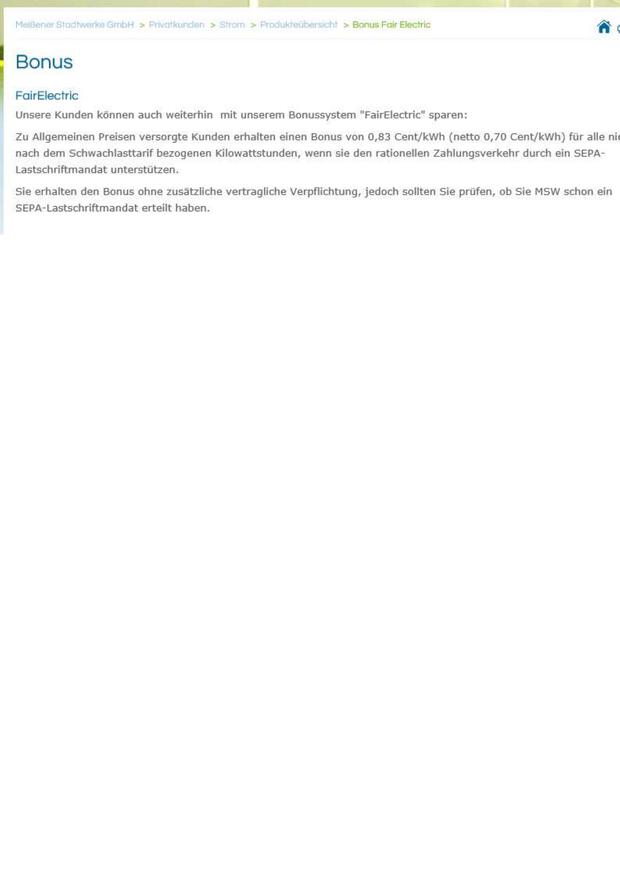 Meißener Stadtwerke GmbH > Privatkunden > Strom > Produkteübersicht > Bonus Fair Electric
Bonus
FairElectric
Unsere Kunden können auch weiterhin mit unserem Bonussystem "FairElectric" sparen:
Zu Allgemeinen Preisen versorgte Kunden erhalten einen Bonus von 0,83 Cent/kWh (netto 0,70 Cent/kWh) für alle
nach dem Schwachlasttarif bezogenen Kilowattstunden, wenn sie den rationellen Zahlungsverkehr durch ein SEPA-
Lastschriftmandat unterstützen.
Sie erhalten den Bonus ohne zusätzliche vertragliche Verpflichtung, jedoch sollten Sie prüfen, ob Sie MSW schon ein
SEPA-Lastschriftmandat erteilt haben.